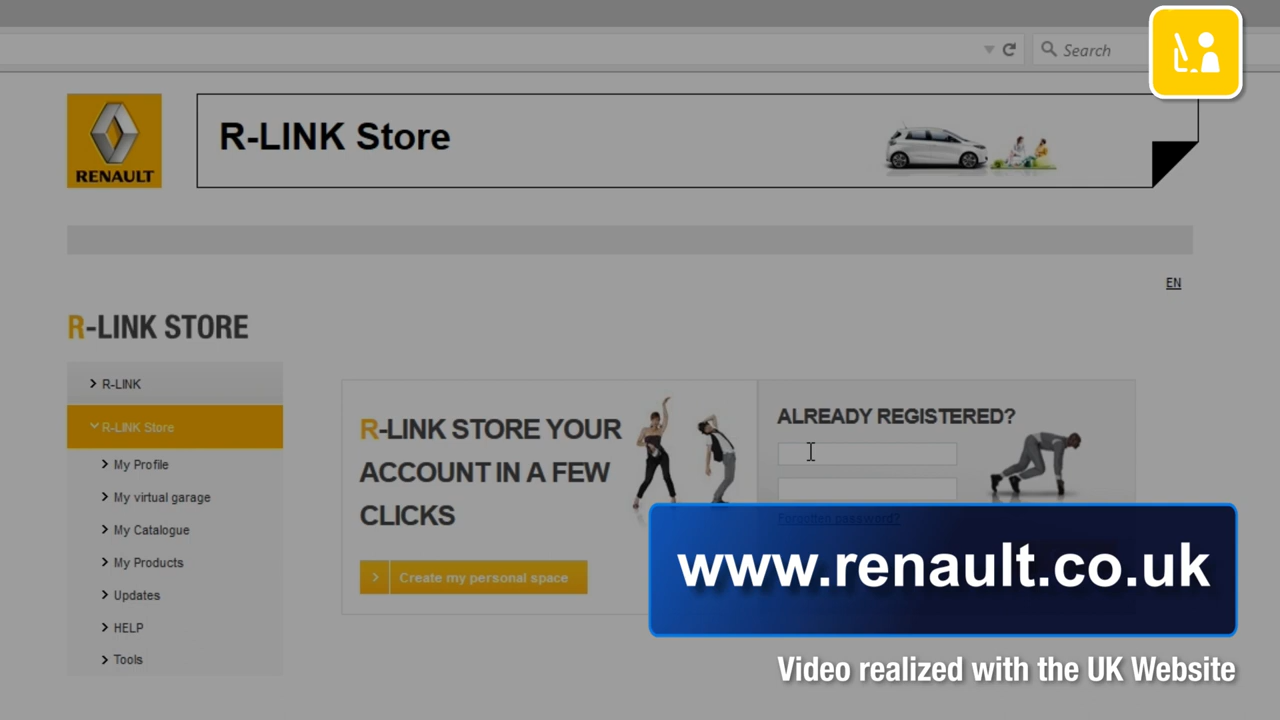 Search
RENAULT
R-LINK Store
EN
R-LINK STORE
R-LINK
R-LINK Store
My Profile
My virtual garage
My Catalogue
My Products
Updates
HELP
Tools
R-LINK STORE YOUR
ACCOUNT IN A FEW
CLICKS
Create my personal space
ALREADY REGISTERED?
Forgotten password?
www.renault.co.uk
Video realized with the UK Website